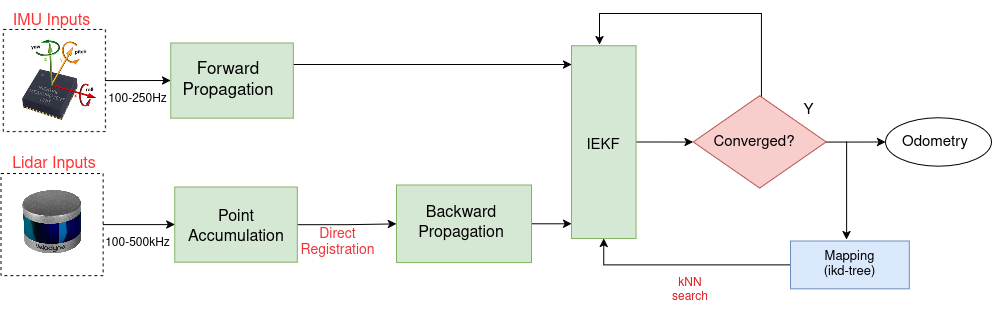 IMU Inputs
yaw
pitch
roll
100-250Hz
Forward
Propagation
IEKF
Converged?
Y
Odometry
Lidar Inputs
Velodyne
100-500kHz
Point
Accumulation
Direct
Registration
Backward
Propagation
Mapping
(ikd-tree)
kNN
search